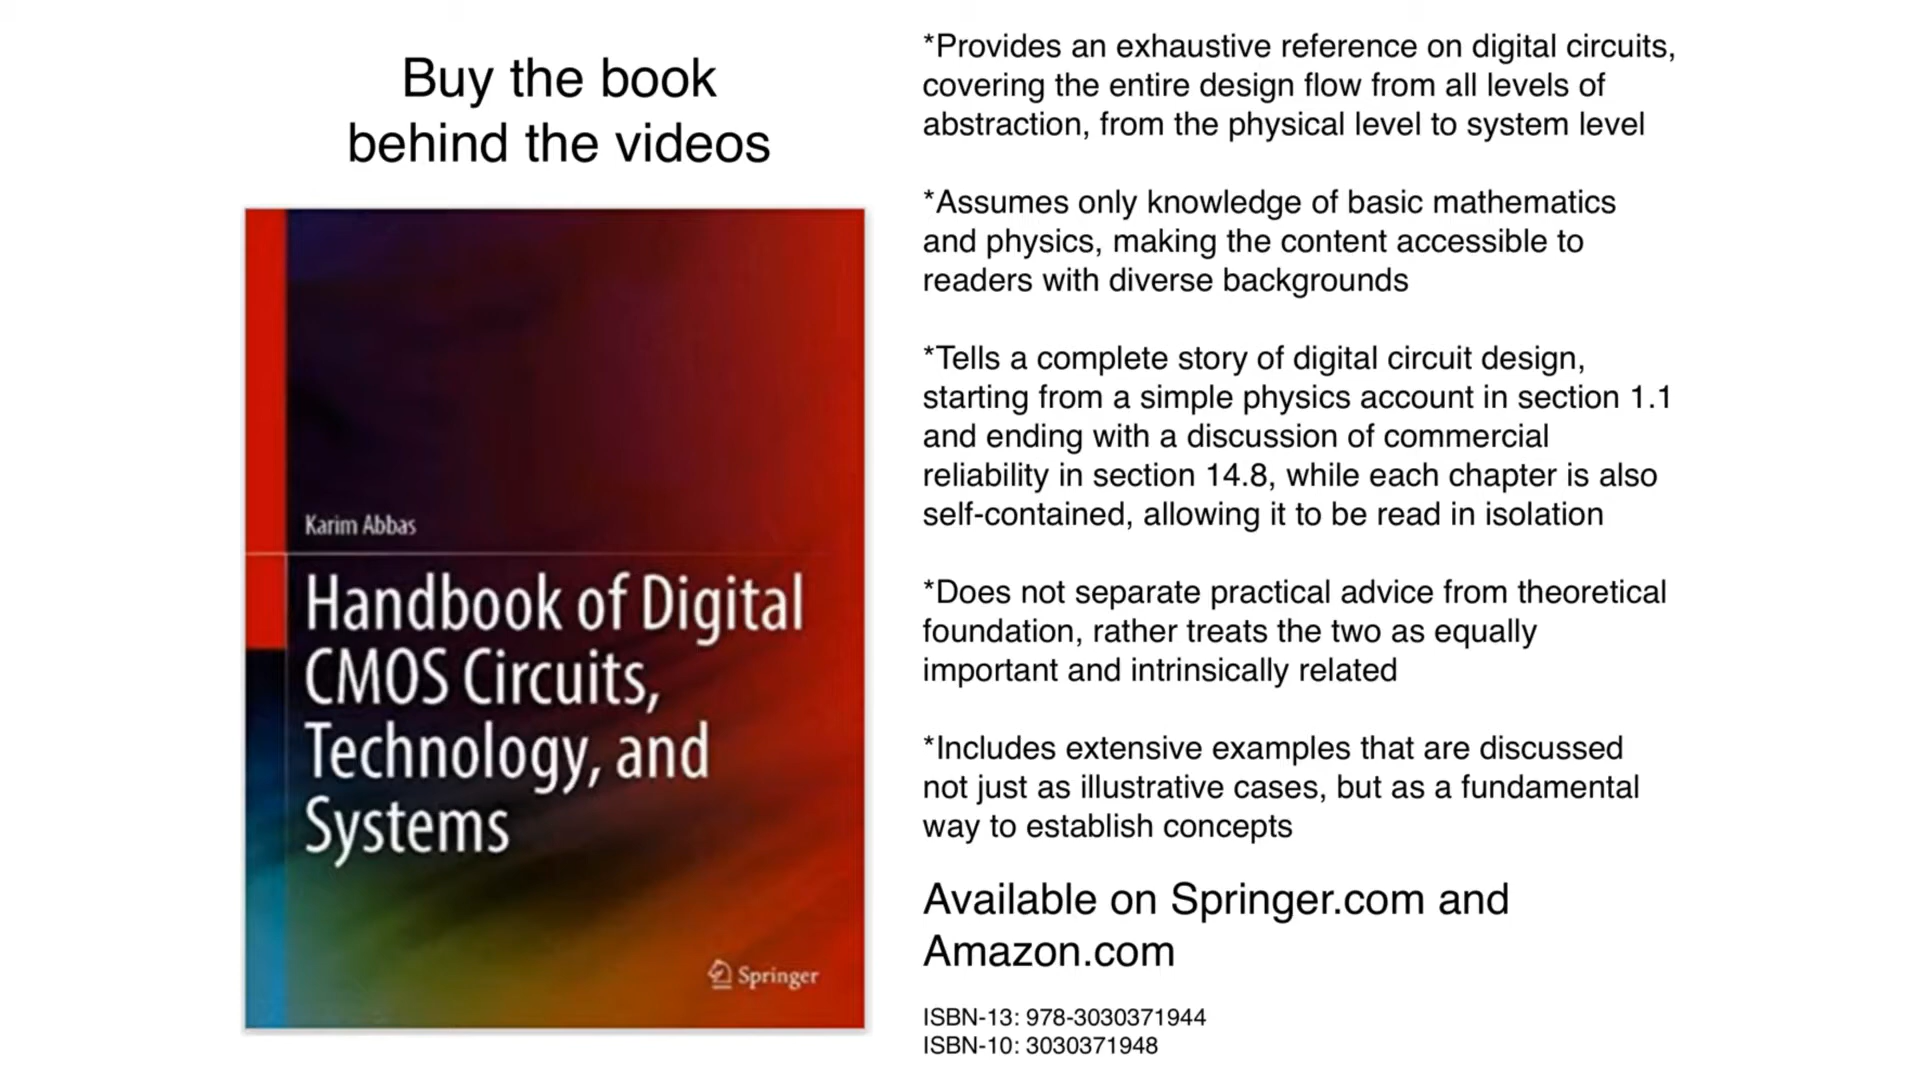 Buy the book
behind the videos
Karim Abbas
Handbook of Digital
CMOS Circuits,
Technology, and
Systems
Springer
*Provides an exhaustive reference on digital circuits,
covering the entire design flow from all levels of
abstraction, from the physical level to system level
*Assumes only knowledge of basic mathematics
and physics, making the content accessible to
readers with diverse backgrounds
*Tells a complete story of digital circuit design,
starting from a simple physics account in section 1.1
and ending with a discussion of commercial
reliability in section 14.8, while each chapter is also
self-contained, allowing it to be read in isolation
*Does not separate practical advice from theoretical
foundation, rather treats the two as equally
important and intrinsically related
*Includes extensive examples that are discussed
not just as illustrative cases, but as a fundamental
way to establish concepts
Available on Springer.com and
Amazon.com
ISBN-13: 978-3030371944
ISBN-10: 3030371948